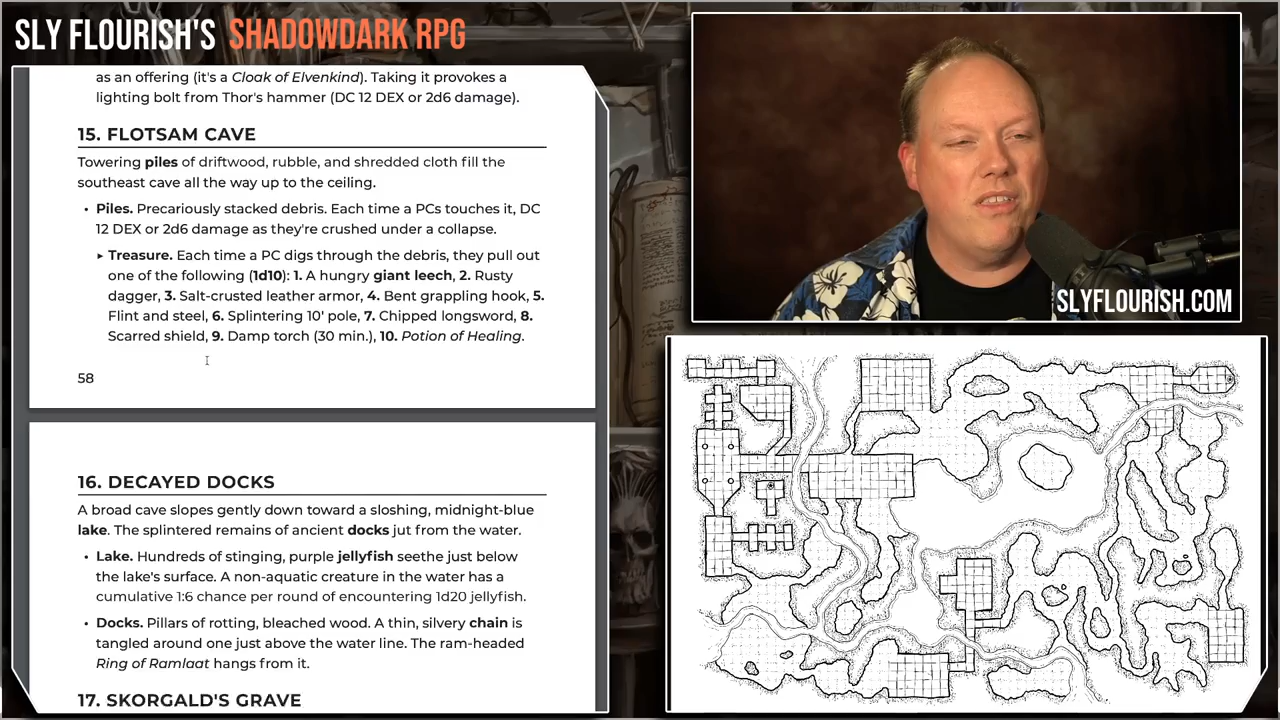 SLY FLOURISH'S SHADOWDARK RPG
as an offering (it's a Cloak of Elvenkind). Taking it provokes a
lighting bolt from Thor's hammer (DC 12 DEX or 2d6 damage).
15. FLOTSAM CAVE
Towering piles of driftwood, rubble, and shredded cloth fill the
southeast cave all the way up to the ceiling.
• Piles. Precariously stacked debris. Each time a PCs touches it, DC
12 DEX or 2d6 damage as they're crushed under a collapse.
▸ Treasure. Each time a PC digs through the debris, they pull out
one of the following (1d10): 1. A hungry giant leech, 2. Rusty
dagger, 3. Salt-crusted leather armor, 4. Bent grappling hook, 5.
Flint and steel, 6. Splintering 10' pole, 7. Chipped longsword, 8.
Scarred shield, 9. Damp torch (30 min.), 10. Potion of Healing.
58
16. DECAYED DOCKS
A broad cave slopes gently down toward a sloshing, midnight-blue
lake. The splintered remains of ancient docks jut from the water.
• Lake. Hundreds of stinging, purple jellyfish seethe just below
the lake's surface. A non-aquatic creature in the water has a
cumulative 1:6 chance per round of encountering 1d20 jellyfish.
• Docks. Pillars of rotting, bleached wood. A thin, silvery chain is
tangled around one just above the water line. The ram-headed
Ring of Ramlaat hangs from it.
17. SKORGALD'S GRAVE
SLYFLOURISH.COM